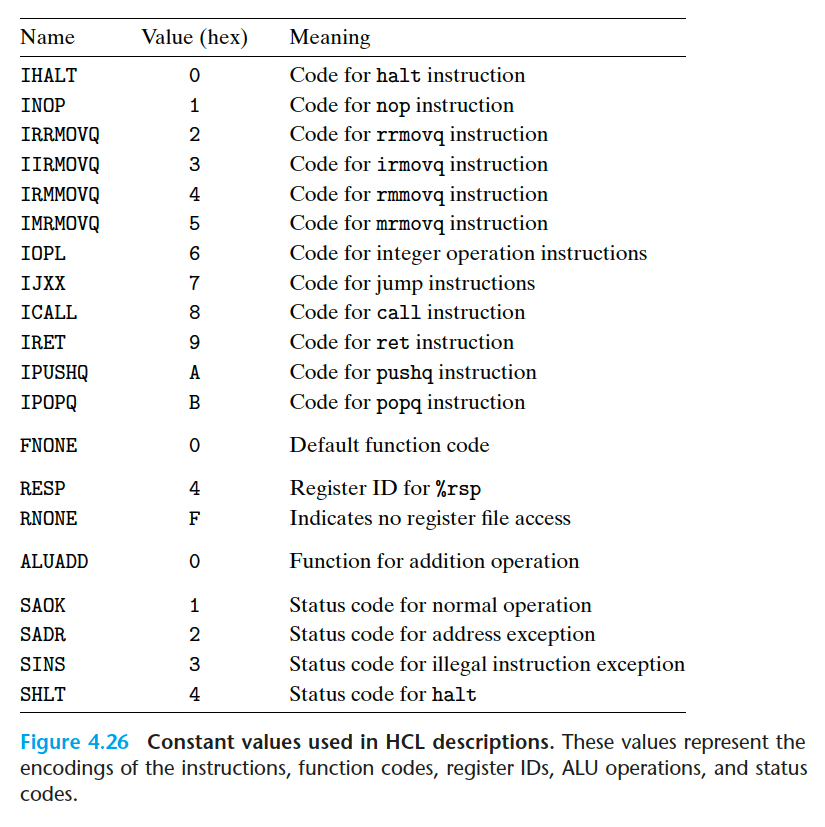 Name Value (hex) Meaning
IHALT 0 Code for halt instruction
INOP 1 Code for nop instruction
IRRMOVQ 2 Code for rrmovq instruction
IIRMOVQ 3 Code for irmovq instruction
IRMMOVQ 4 Code for rmmovq instruction
IMRMOVQ 5 Code for mrmovq instruction
IOPL 6 Code for integer operation instructions
IJXX 7 Code for jump instructions
ICALL 8 Code for call instruction
IRET 9 Code for ret instruction
IPUSHQ A Code for pushq instruction
IPOPQ B Code for popq instruction
FNONE 0 Default function code
RESP 4 Register ID for %rsp
RNONE F Indicates no register file access
ALUADD 0 Function for addition operation
SAOK 1 Status code for normal operation
SADR 2 Status code for address exception
SINS 3 Status code for illegal instruction exception
SHLT 4 Status code for halt
Figure 4.26 Constant values used in HCL descriptions. These values represent the
encodings of the instructions, function codes, register IDs, ALU operations, and status
codes.